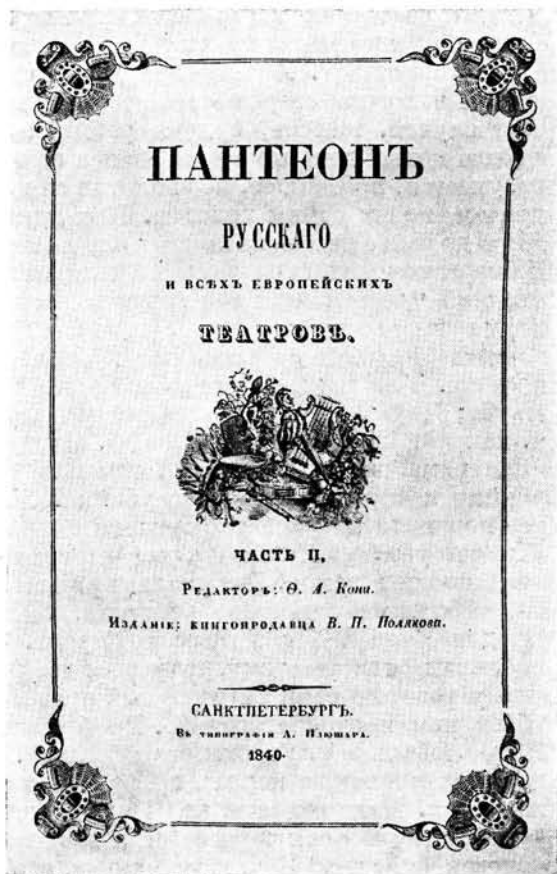 ПАНТЕОНЪ
РУССКАГО
И ВСѢХЪ ЕВРОПЕЙСКИХЪ
ТЕАТРОВЪ.
ЧАСТЬ II,
Редакторъ: Ѳ. А. Кони.
Изданіе: книгопродавца В. П. Полякова.
САНКТПЕТЕРБУРГЪ.
Въ типографіи А. Плюшара.
1840.